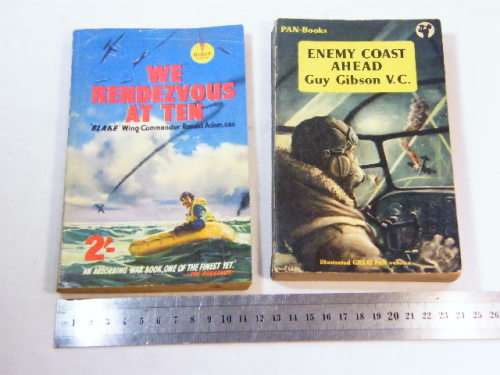 WE
RENDEZVOUS
AT TEN
"BLAKE" Wing Commander Ronald Adam, OBE
2/-
"AN ABSORBING WAR BOOK, ONE OF THE FINEST YET."
PAN-Books
ENEMY COAST
AHEAD
Guy Gibson V.C.
Illustrated GREAT PAN
1 2 3 4 5 6 7 8 9 10 11 12 13 14 15 16 17 18 19 20 21 22 23 24 25 26